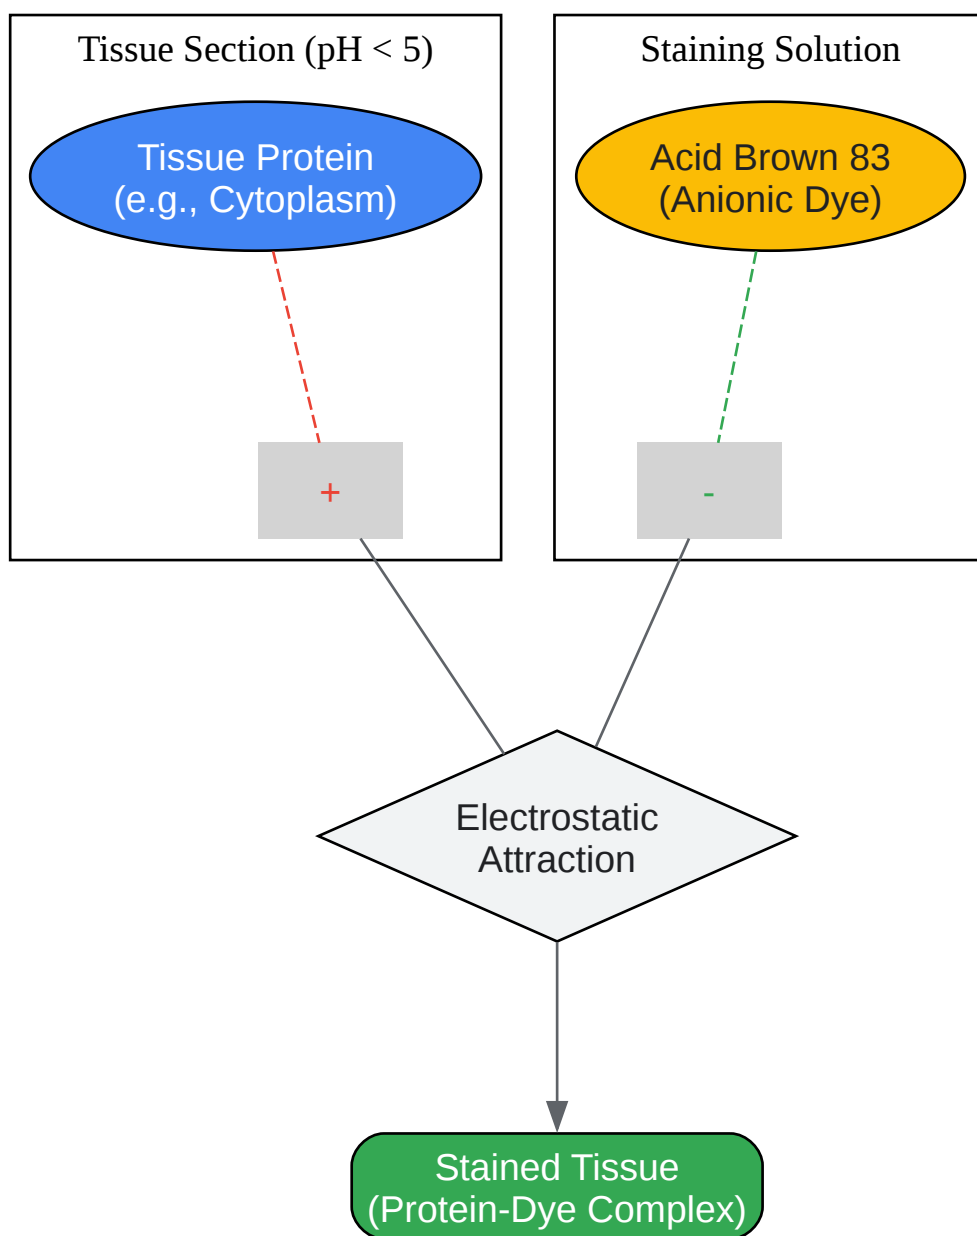 Tissue Section (pH < 5)
Tissue Protein
(e.g., Cytoplasm)
+
Staining Solution
Acid Brown 83
(Anionic Dye)
-
Electrostatic
Attraction
Stained Tissue
(Protein-Dye Complex)